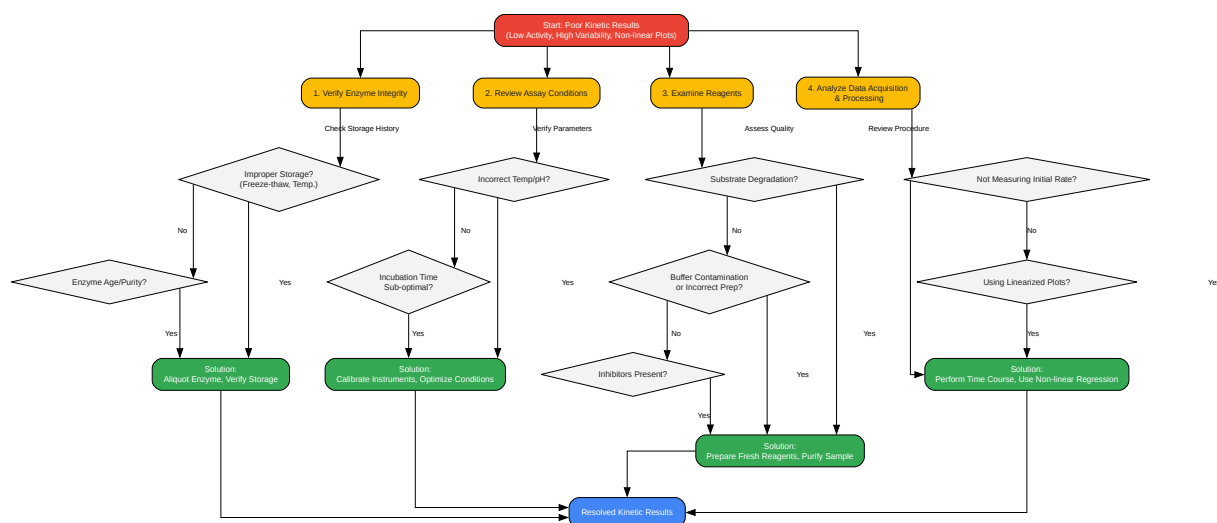 Start: Poor Kinetic Results
(Low Activity, High Variability, Non-linear Plots)
1. Verify Enzyme Integrity
2. Review Assay Conditions
3. Examine Reagents
4. Analyze Data Acquisition
& Processing
Check Storage History
Verify Parameters
Assess Quality
Review Procedure
Improper Storage?
(Freeze-thaw, Temp.)
Incorrect Temp/pH?
Substrate Degradation?
Not Measuring Initial Rate?
No
No
No
No
Enzyme Age/Purity?
Yes
Incubation Time
Sub-optimal?
Yes
Buffer Contamination
or Incorrect Prep?
Using Linearized Plots?
Yes
Yes
Yes
No
Yes
Yes
Solution:
Aliquot Enzyme, Verify Storage
Solution:
Calibrate Instruments, Optimize Conditions
Inhibitors Present?
Yes
Solution:
Perform Time Course, Use Non-linear Regression
Yes
Solution:
Prepare Fresh Reagents, Purify Sample
Resolved Kinetic Results